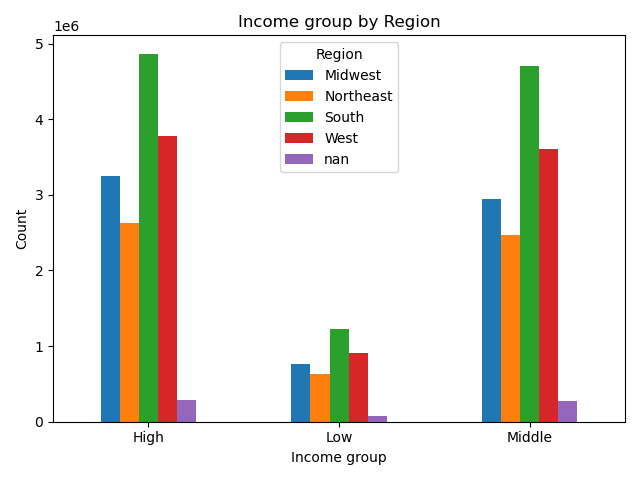 Income group by Region
1e6
5
4
3
2
1
0
Count
Region
Midwest
Northeast
South
West
nan
High
Low
Middle
Income group